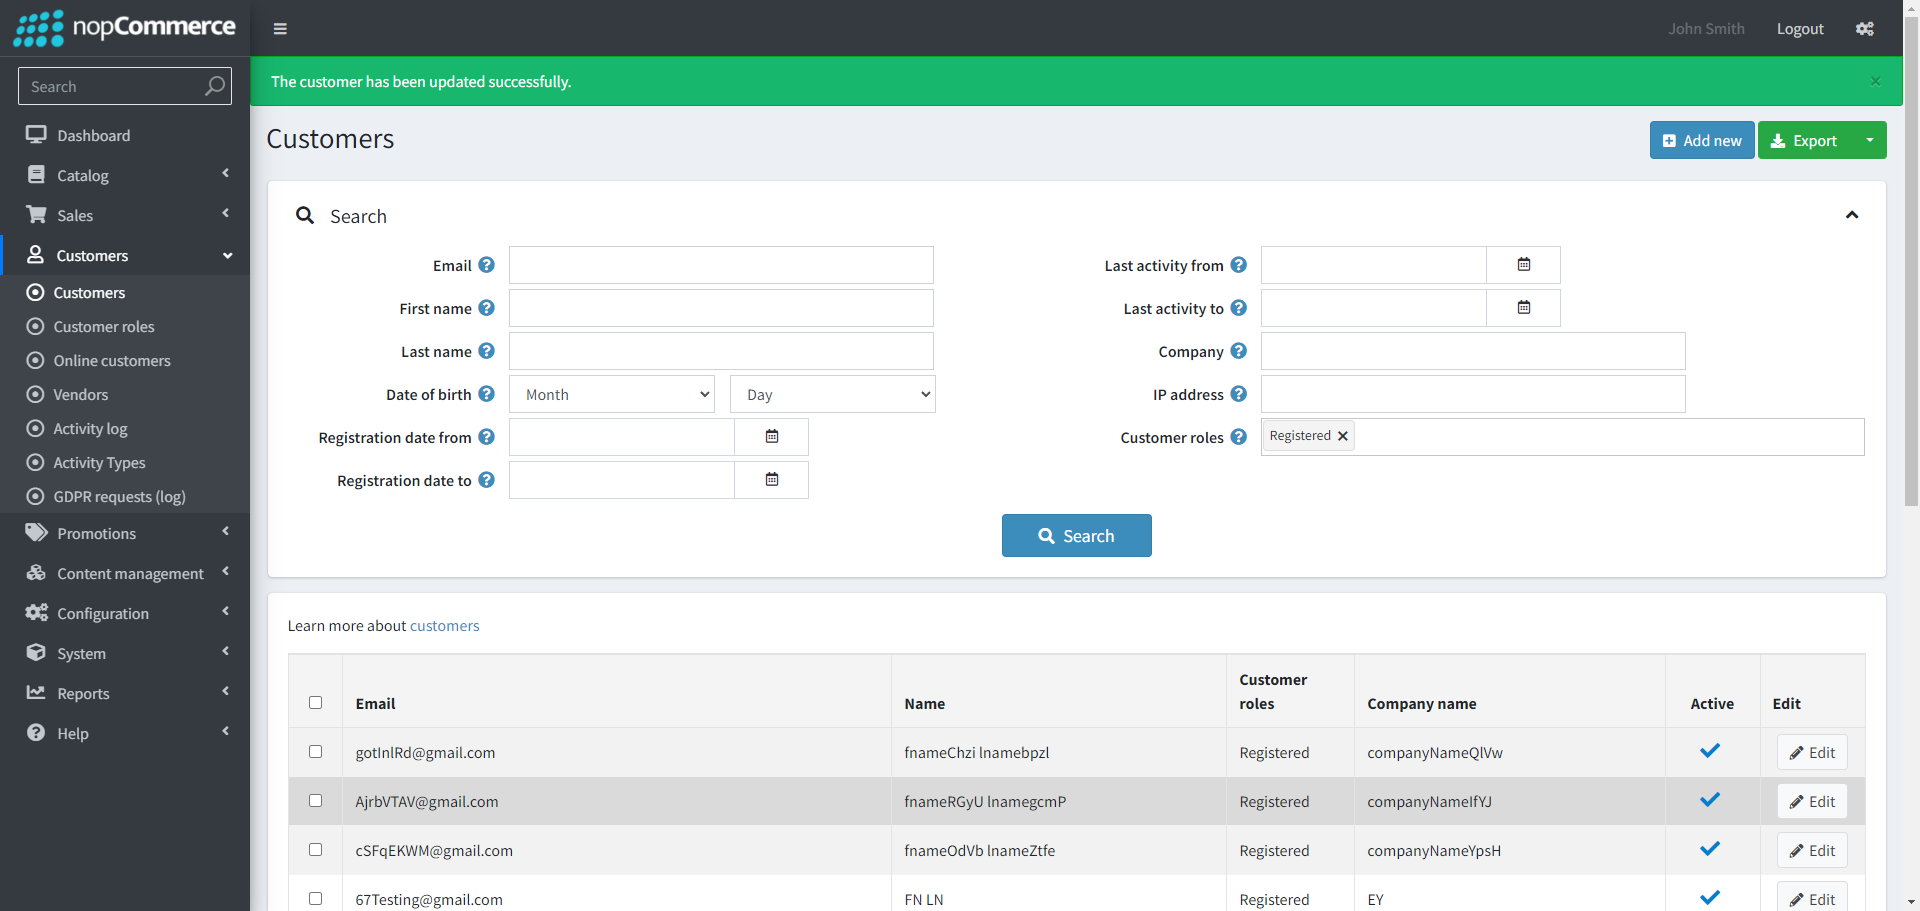 nopCommerce
John Smith
Logout
Search
The customer has been updated successfully.
×
Dashboard
Catalog
Sales
Customers
Customers
Customer roles
Online customers
Vendors
Activity log
Activity Types
GDPR requests (log)
Promotions
Content management
Configuration
System
Reports
Help
Customers
Add new
Export
Search
Email
First name
Last name
Date of birth
Month
Day
Registration date from
Registration date to
Last activity from
Last activity to
Company
IP address
Customer roles
Registered
Search
Learn more about customers
Email Name Customer roles Company name Active Edit
gotInlRd@gmail.com fnameChzi lnamebpzl Registered companyNameQlVw Edit
AjrbVTAV@gmail.com fnameRGyU lnamegcmP Registered companyNameIfYJ Edit
cSFqEKWM@gmail.com fnameOdVb lnameZtfe Registered companyNameYpsH Edit
67Testing@gmail.com FN LN Registered EY Edit